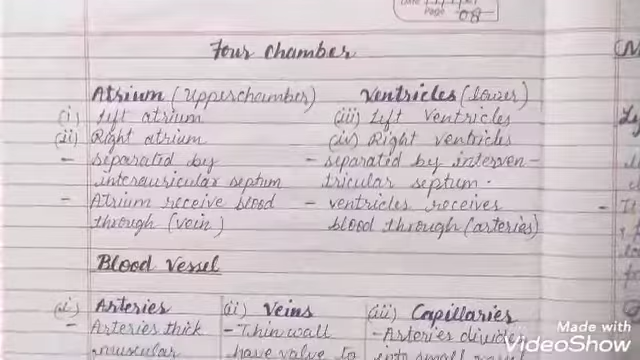 Page 08
Four chamber
Atrium (Upperchamber)
(i) Left atrium
(ii) Right atrium
- separated by
interauricular septum
- Atrium receive blood
through (vein)
Ventricles (lower)
(iii) Left Ventricles
(iv) Right ventricles
- separated by interven-
tricular septum.
- ventricles receives
blood through (arteries)
Blood Vessel
(i) Arteries
- Arteries thick
muscular
(ii) Veins
- Thin wall
have valve to
(iii) Capillaries
- Arteries divide
into small
Made with
VideoShow